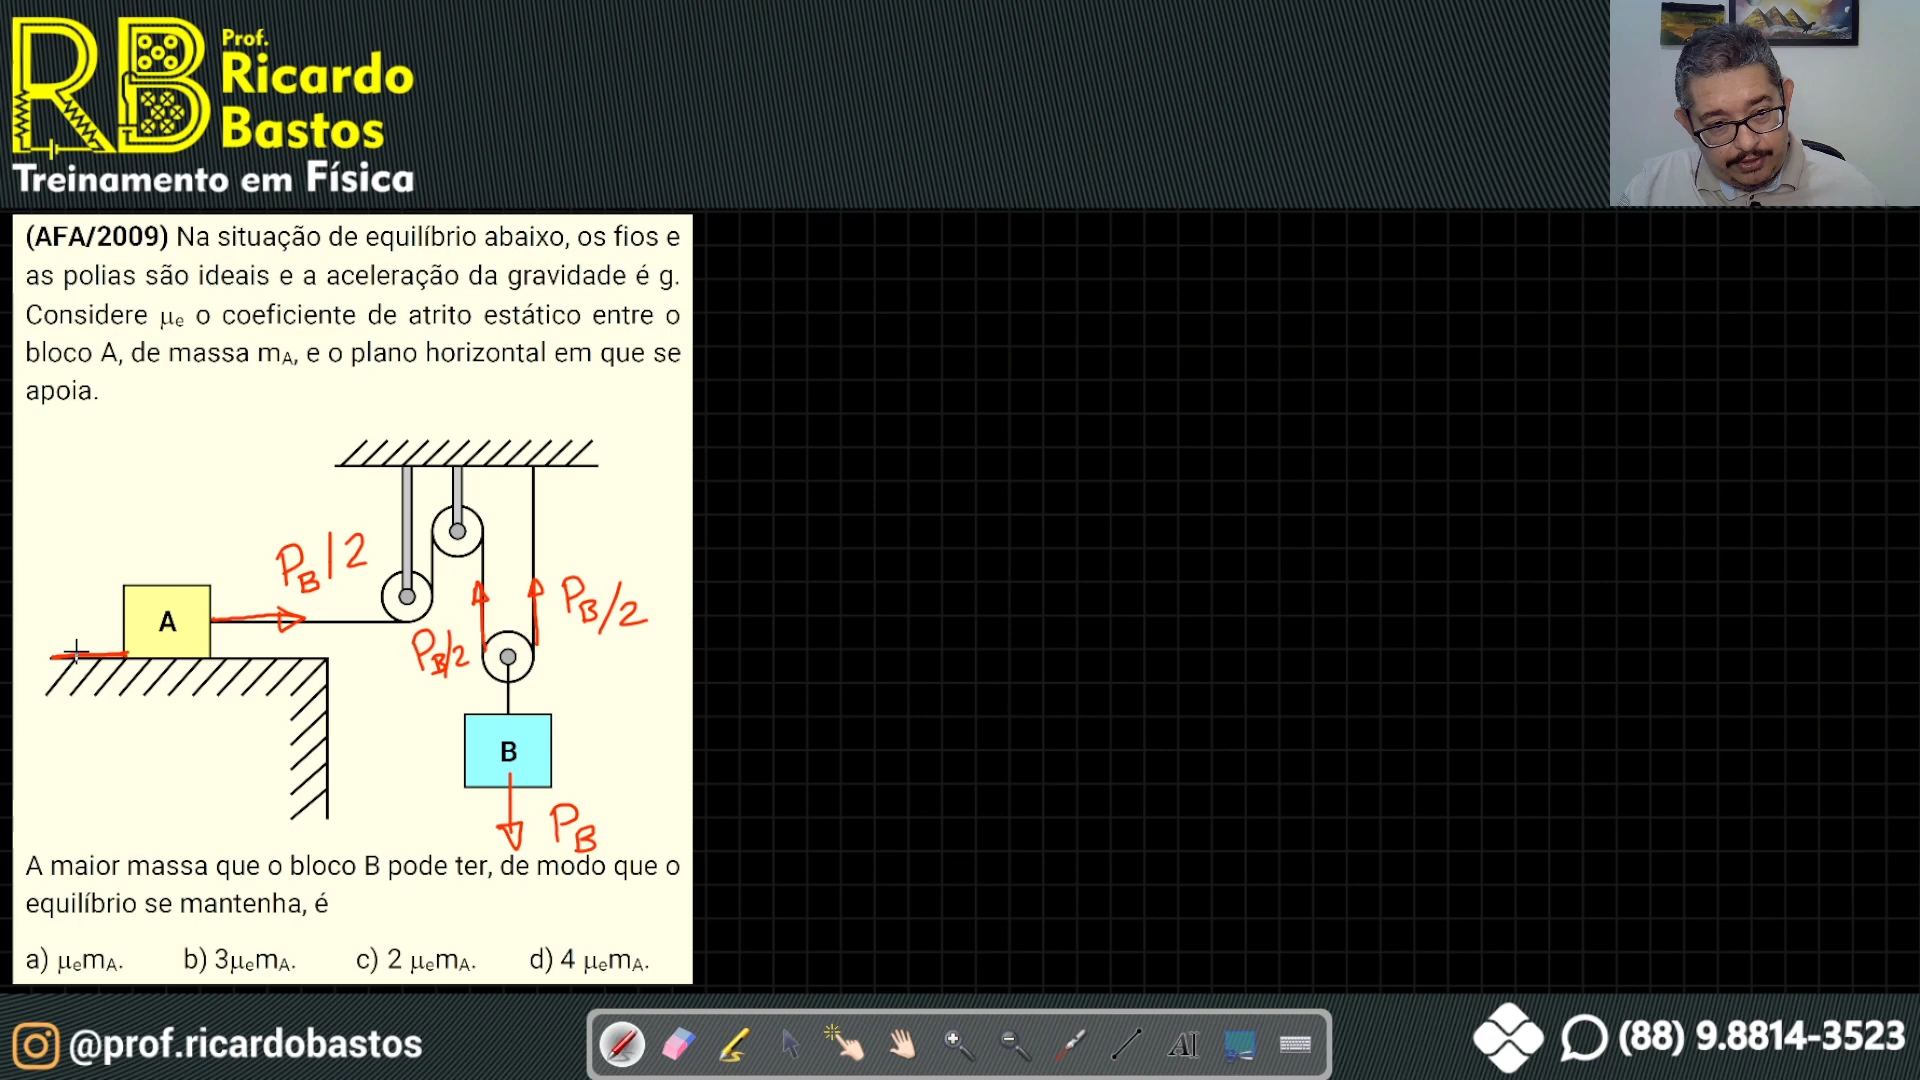 RB
Prof.
Ricardo
Bastos
Treinamento em Física
(AFA/2009) Na situação de equilíbrio abaixo, os fios e
as polias são ideais e a aceleração da gravidade é g.
Considere μₑ o coeficiente de atrito estático entre o
bloco A, de massa mA, e o plano horizontal em que se
apoia.
PB/2
A
PB/2
PB/2
B
PB
A maior massa que o bloco B pode ter, de modo que o
equilíbrio se mantenha, é
a) μₑmA. b) 3μₑmA. c) 2 μₑmA. d) 4 μₑmA.
@prof.ricardobastos
AI
(88) 9.8814-3523